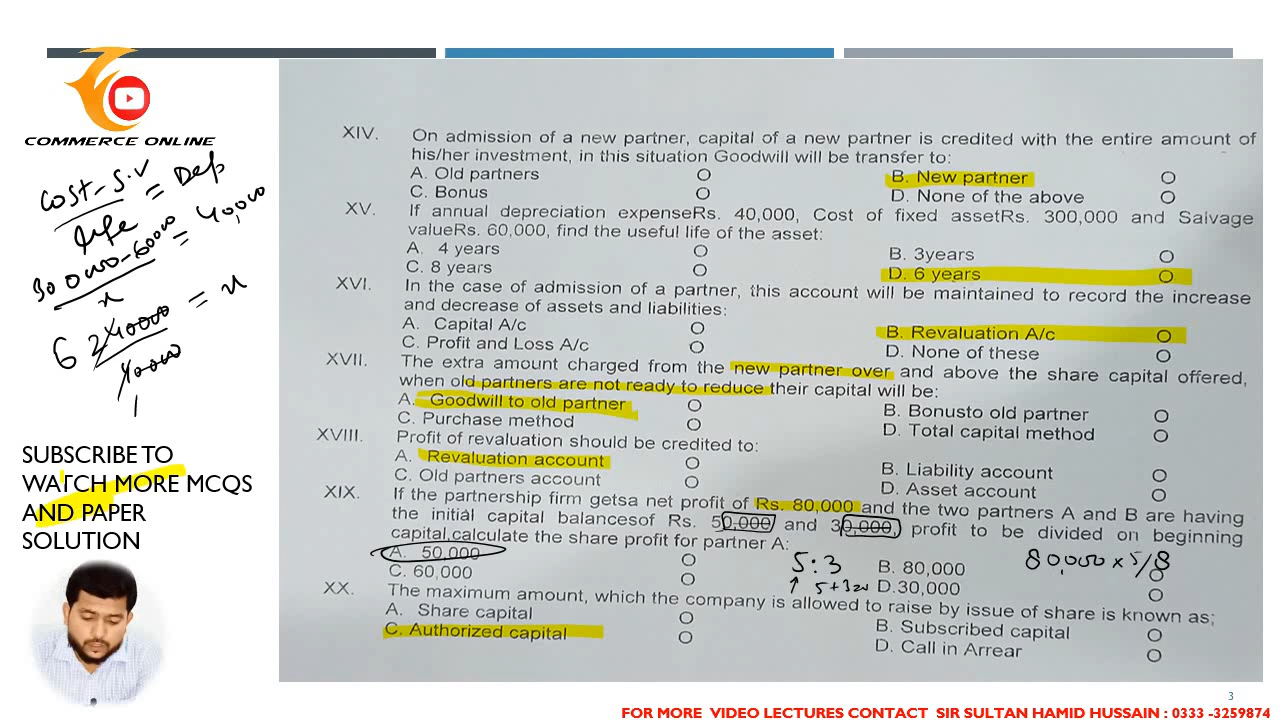 COMMERCE ONLINE
Cost - S.V = Dep
life
300000-60000 = 40,000
x
6 240000 = x
40000
1
SUBSCRIBE TO
WATCH MORE MCQS
AND PAPER
SOLUTION
XIV. On admission of a new partner, capital of a new partner is credited with the entire amount of
his/her investment, in this situation Goodwill will be transfer to:
A. Old partners O B. New partner O
C. Bonus O D. None of the above O
XV. If annual depreciation expenseRs. 40,000, Cost of fixed assetRs. 300,000 and Salvage
valueRs. 60,000, find the useful life of the asset:
A. 4 years O B. 3years O
C. 8 years O D. 6 years O
XVI. In the case of admission of a partner, this account will be maintained to record the increase
and decrease of assets and liabilities:
A. Capital A/c O B. Revaluation A/c O
C. Profit and Loss A/c O D. None of these O
XVII. The extra amount charged from the new partner over and above the share capital offered,
when old partners are not ready to reduce their capital will be:
A. Goodwill to old partner O B. Bonusto old partner O
C. Purchase method O D. Total capital method O
XVIII. Profit of revaluation should be credited to:
A. Revaluation account O B. Liability account O
C. Old partners account O D. Asset account O
XIX. If the partnership firm getsa net profit of Rs. 80,000 and the two partners A and B are having
the initial capital balancesof Rs. 50,000 and 30,000, profit to be divided on beginning
capital,calculate the share profit for partner A:
A. 50,000 O 5:3 B. 80,000 80,000 x 5/8 O
C. 60,000 O D.30,000 O
XX. The maximum amount, which the company is allowed to raise by issue of share is known as;
A. Share capital O B. Subscribed capital O
C. Authorized capital O D. Call in Arrear O
3
FOR MORE VIDEO LECTURES CONTACT SIR SULTAN HAMID HUSSAIN : 0333 -3259874